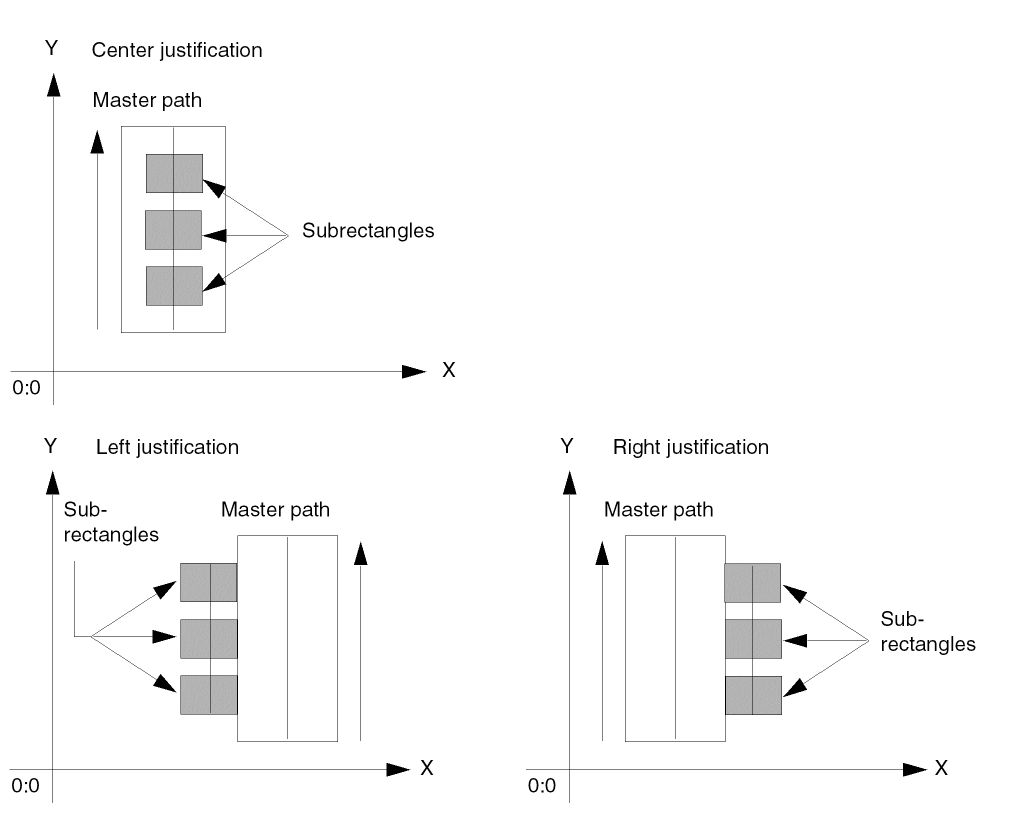 Y Center justification
Master path
Subrectangles
X
0:0
Y Left justification
Sub-
rectangles
Master path
X
0:0
Y Right justification
Master path
Sub-
rectangles
X
0:0